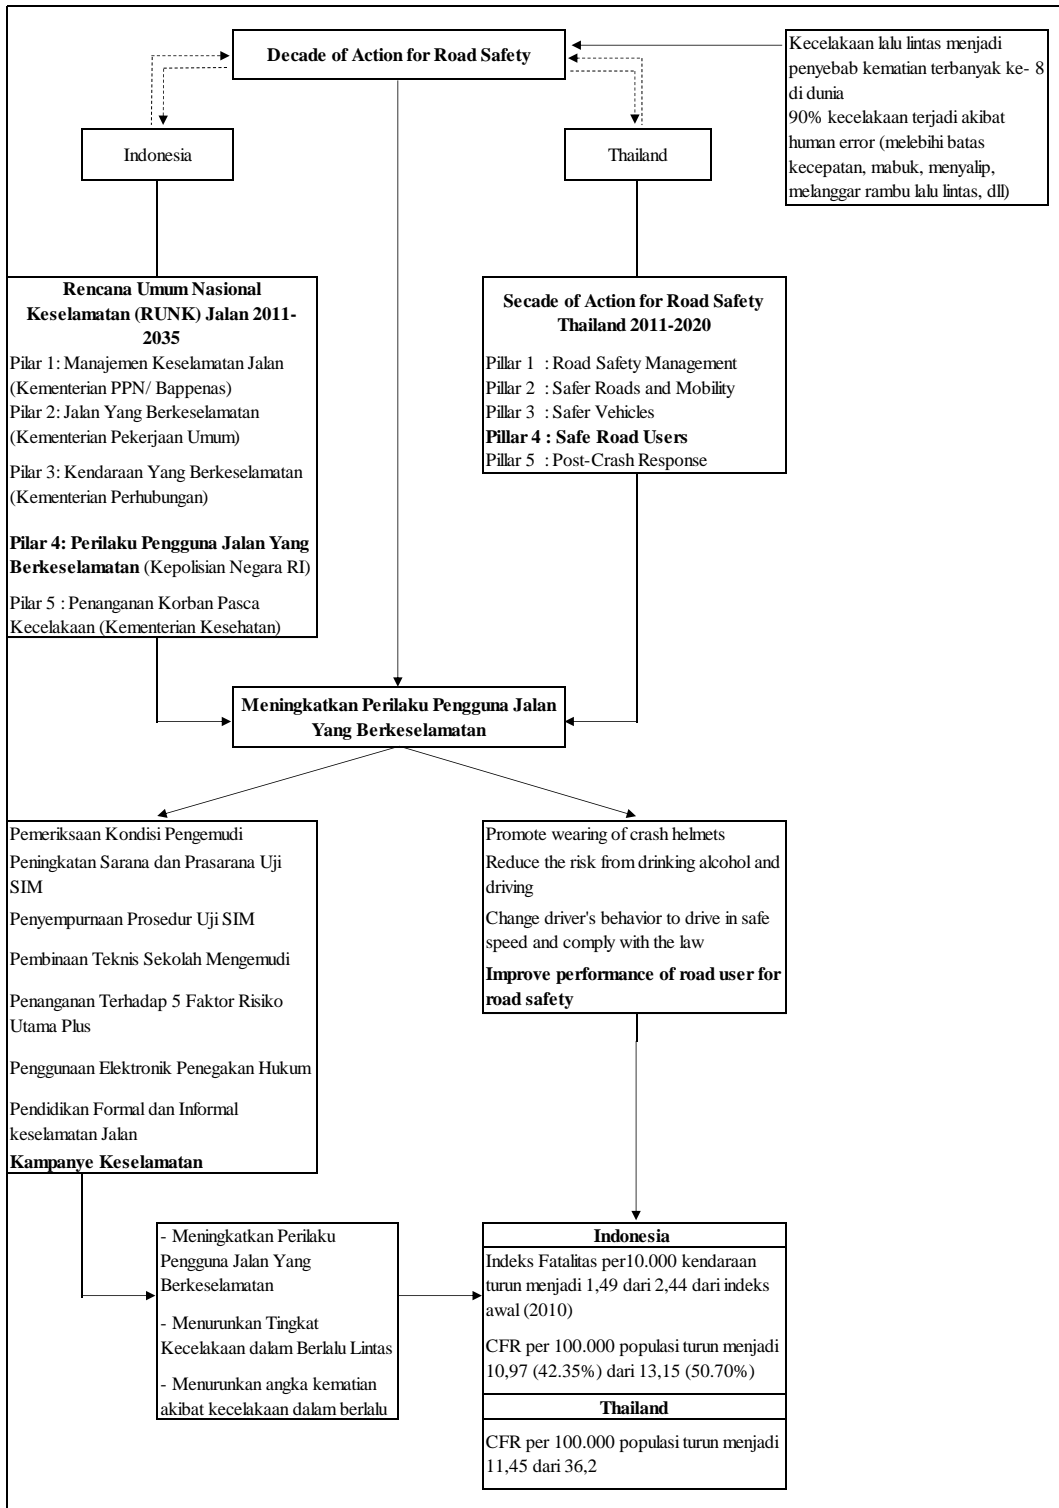 Decade of Action for Road Safety
Kecelakaan lalu lintas menjadi
penyebab kematian terbanyak ke- 8
di dunia
90% kecelakaan terjadi akibat
human error (melebihi batas
kecepatan, mabuk, menyalip,
melanggar rambu lalu lintas, dll)
Indonesia
Thailand
Rencana Umum Nasional
Keselamatan (RUNK) Jalan 2011-
2035
Pilar 1: Manajemen Keselamatan Jalan
(Kementerian PPN/ Bappenas)
Pilar 2: Jalan Yang Berkeselamatan
(Kementerian Pekerjaan Umum)
Pilar 3: Kendaraan Yang Berkeselamatan
(Kementerian Perhubungan)
Pilar 4: Perilaku Pengguna Jalan Yang
Berkeselamatan (Kepolisian Negara RI)
Pilar 5 : Penanganan Korban Pasca
Kecelakaan (Kementerian Kesehatan)
Secade of Action for Road Safety
Thailand 2011-2020
Pillar 1 : Road Safety Management
Pillar 2 : Safer Roads and Mobility
Pillar 3 : Safer Vehicles
Pillar 4 : Safe Road Users
Pillar 5 : Post-Crash Response
Meningkatkan Perilaku Pengguna Jalan
Yang Berkeselamatan
Pemeriksaan Kondisi Pengemudi
Peningkatan Sarana dan Prasarana Uji
SIM
Penyempurnaan Prosedur Uji SIM
Pembinaan Teknis Sekolah Mengemudi
Penanganan Terhadap 5 Faktor Risiko
Utama Plus
Penggunaan Elektronik Penegakan Hukum
Pendidikan Formal dan Informal
keselamatan Jalan
Kampanye Keselamatan
Promote wearing of crash helmets
Reduce the risk from drinking alcohol and
driving
Change driver's behavior to drive in safe
speed and comply with the law
Improve performance of road user for
road safety
- Meningkatkan Perilaku
Pengguna Jalan Yang
Berkeselamatan
- Menurunkan Tingkat
Kecelakaan dalam Berlalu Lintas
- Menurunkan angka kematian
akibat kecelakaan dalam berlalu
Indonesia
Indeks Fatalitas per10.000 kendaraan
turun menjadi 1,49 dari 2,44 dari indeks
awal (2010)
CFR per 100.000 populasi turun menjadi
10,97 (42.35%) dari 13,15 (50.70%)
Thailand
CFR per 100.000 populasi turun menjadi
11,45 dari 36,2